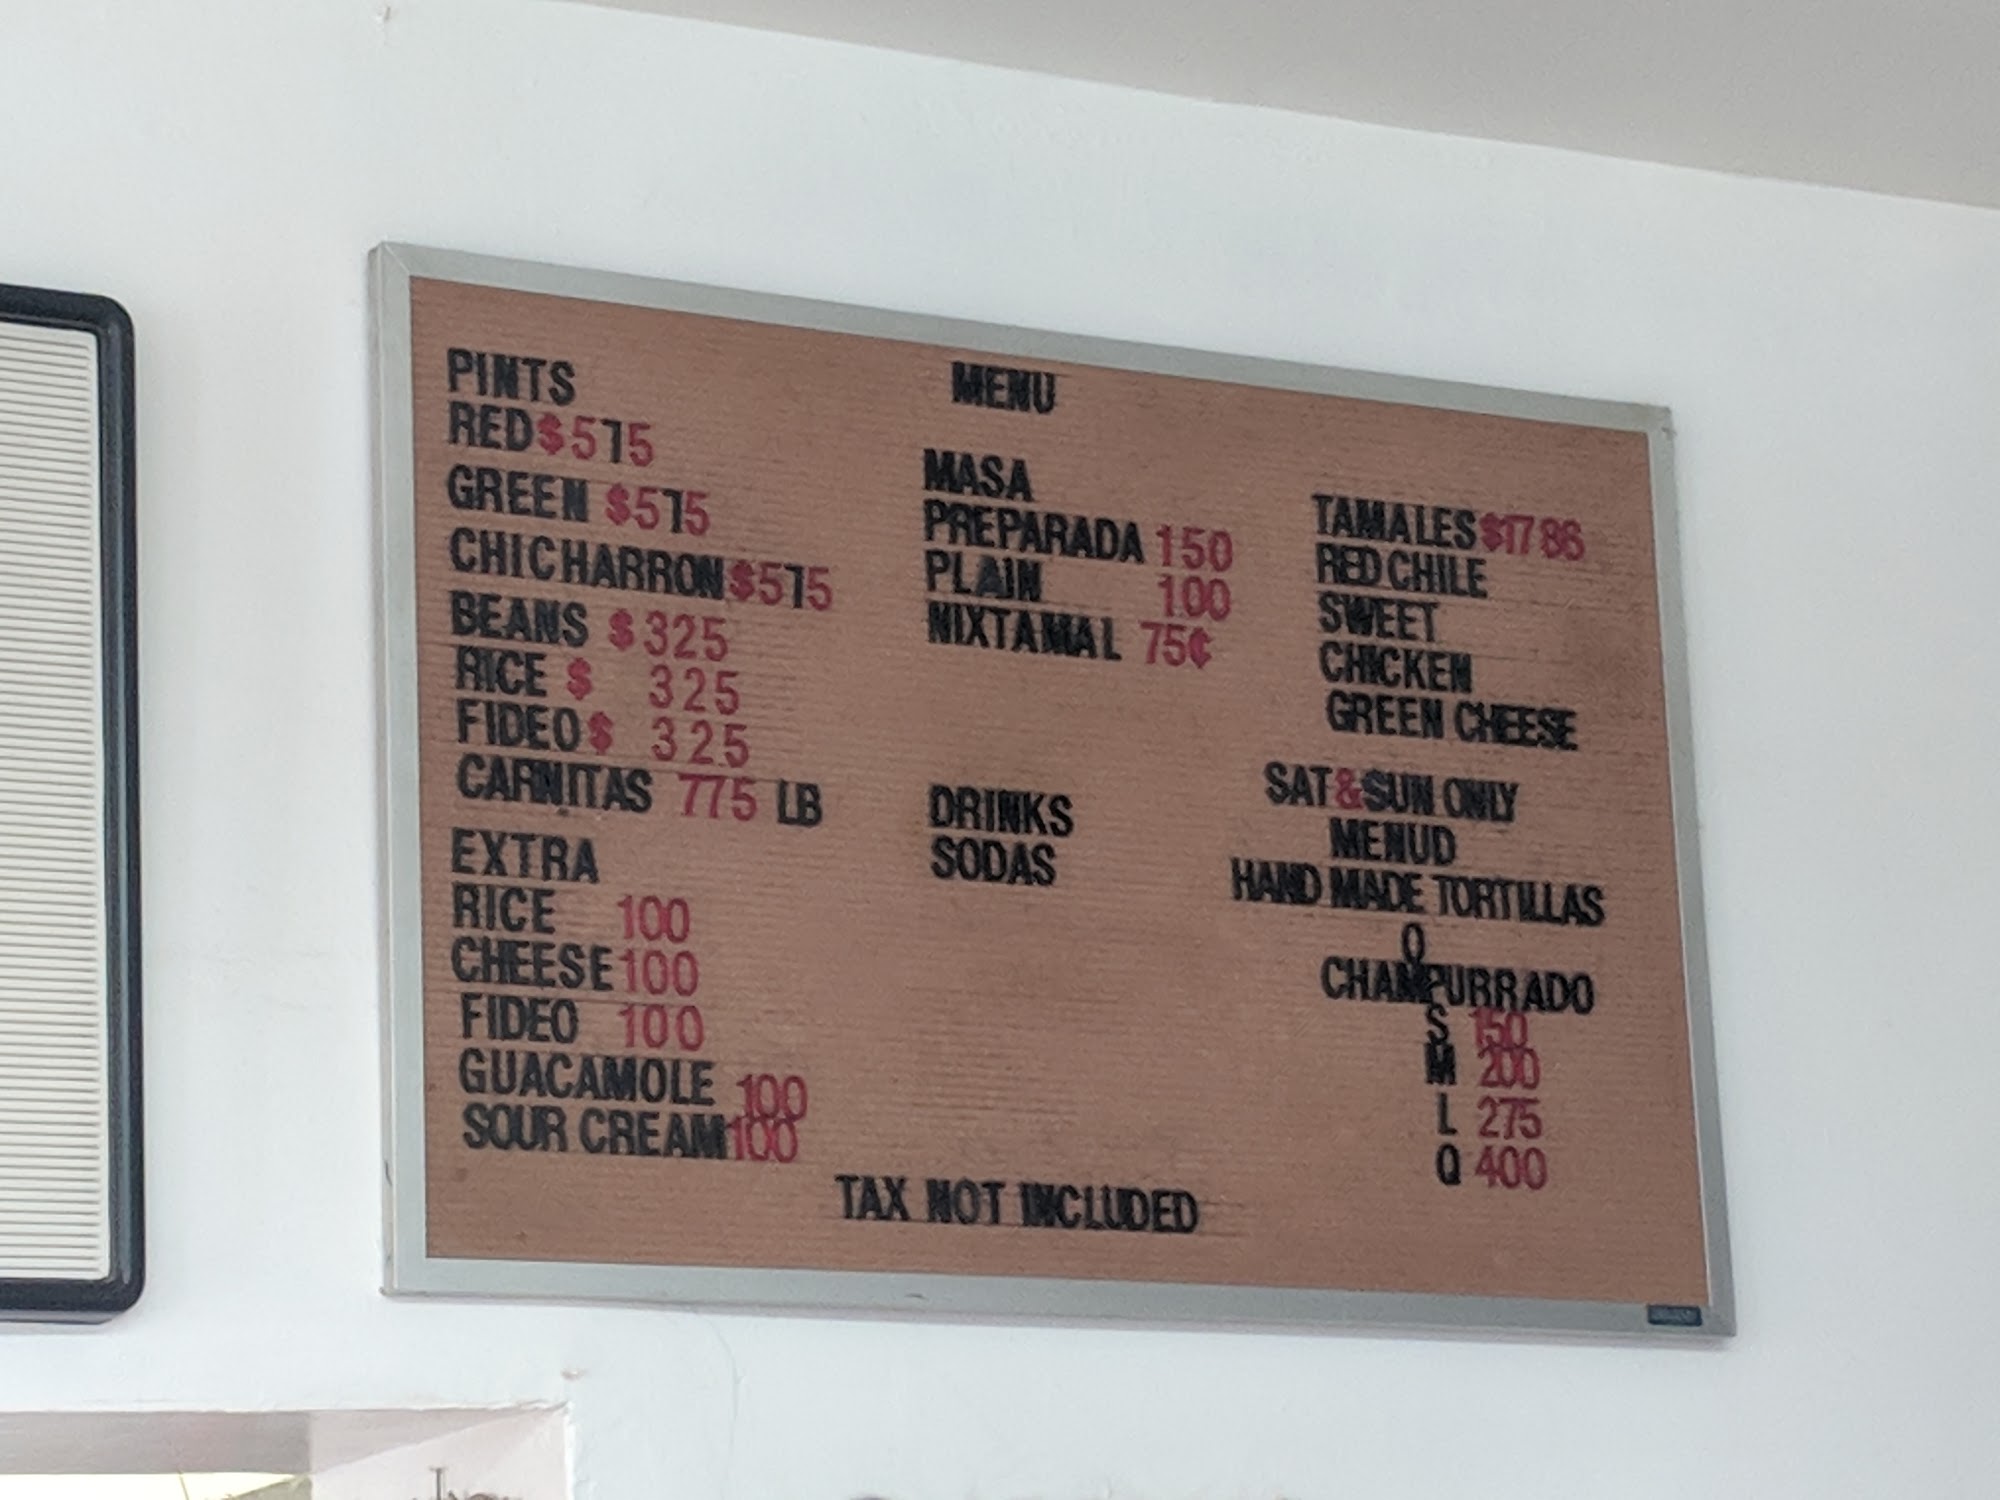 PINTS
RED $575
GREEN $575
CHICHARRON $575
BEANS $325
RICE $ 325
FIDEO $ 325
CARNITAS 775 LB
EXTRA
RICE 100
CHEESE 100
FIDEO 100
GUACAMOLE 100
SOUR CREAM 100
MENU
MASA
PREPARADA 150
PLAIN 100
NIXTAMAL 75¢
DRINKS
SODAS
TAMALES $1786
RED CHILE
SWEET
CHICKEN
GREEN CHEESE
SAT & SUN ONLY
MENUD
HAND MADE TORTILLAS
O
CHAMPURRADO
S 150
M 200
L 275
Q 400
TAX NOT INCLUDED